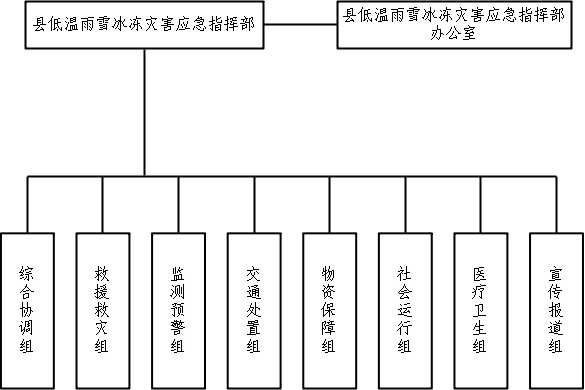 县低温雨雪冰冻灾害应急指挥部
县低温雨雪冰冻灾害应急指挥部
办公室
综合协调组
救援救灾组
监测预警组
交通处置组
物资保障组
社会运行组
医疗卫生组
宣传报道组